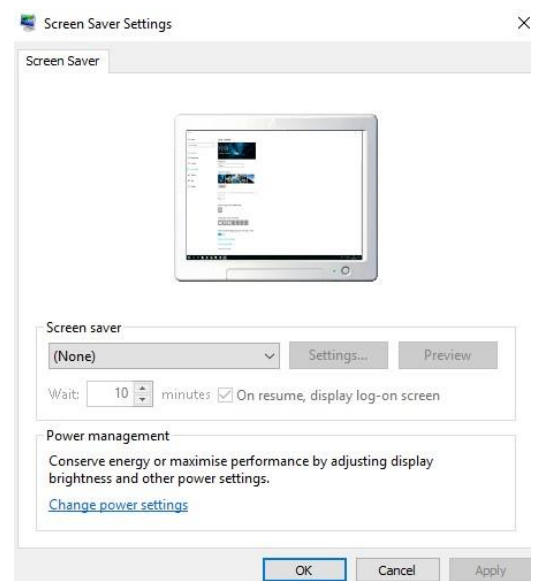 Screen Saver Settings
Screen Saver
Screen saver
(None)
Settings...
Preview
Wait: 10 minutes On resume, display log-on screen
Power management
Conserve energy or maximise performance by adjusting display
brightness and other power settings.
Change power settings
OK Cancel Apply